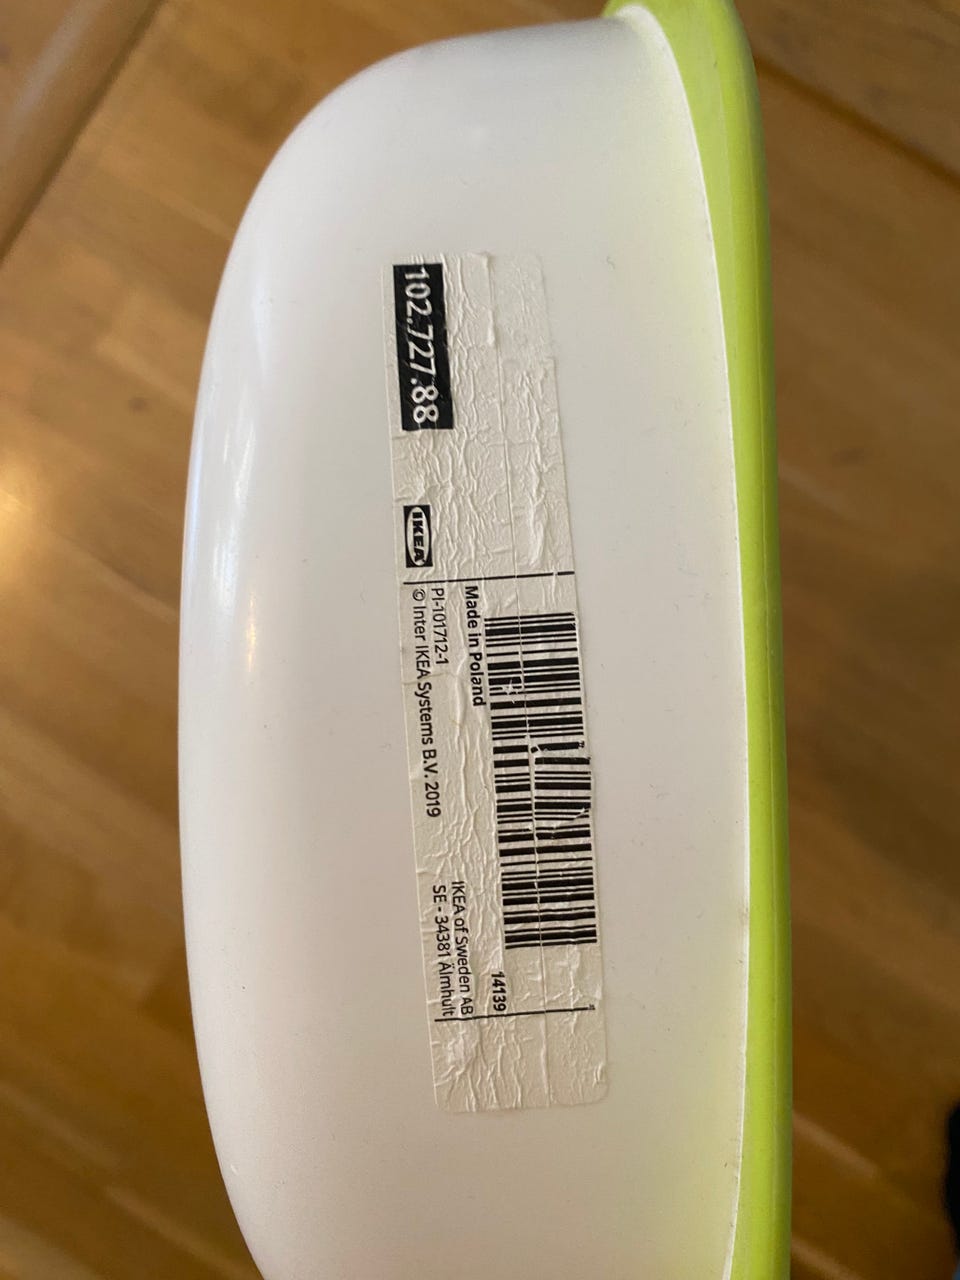 102.727.88
IKEA
14139
Made in Poland
IKEA of Sweden AB
PI-101712-1
SE - 34381 Älmhult
© Inter IKEA Systems B.V. 2019